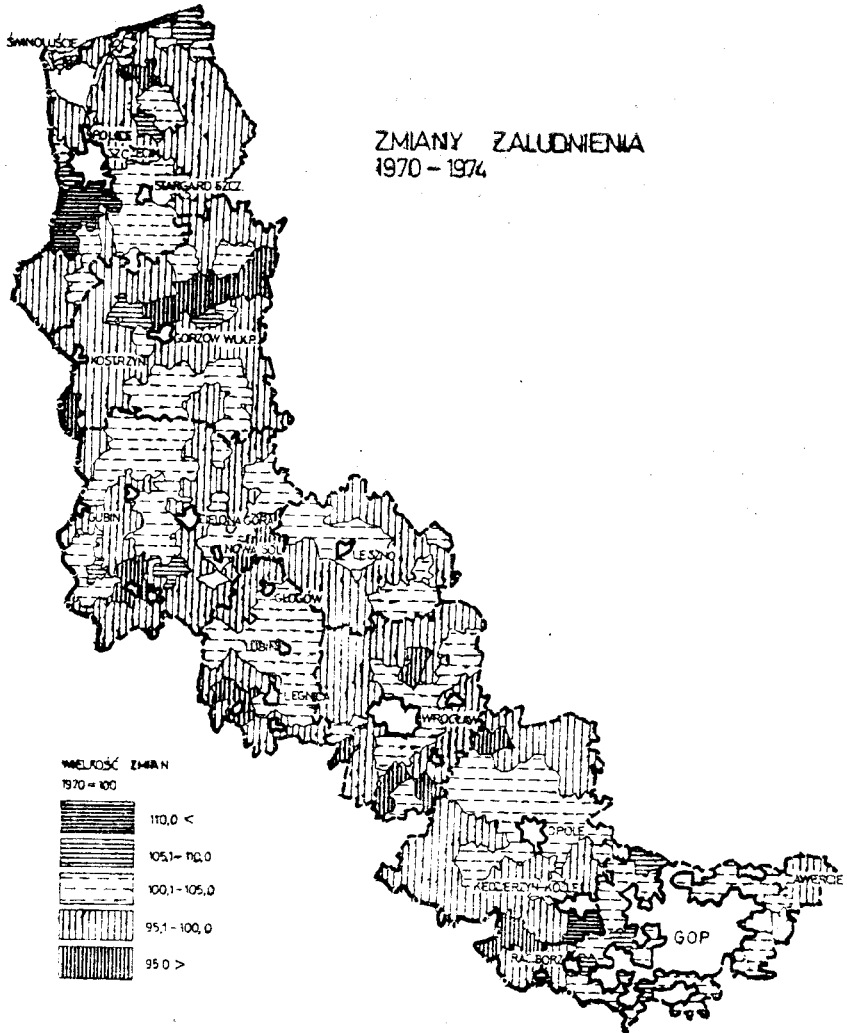 ŚWINOUJŚCIE
ZMIANY ZALUDNIENIA
1970 – 1974
POLICE
SZCZECIN
STARGARD SZCZ.
GORZÓW WLKP.
KOSTRZYN
GUBIN
ZIELONA GÓRA
NOWA SÓL
LESZNO
GŁOGÓW
LUBIN
LEGNICA
WROCŁAW
WIELKOŚĆ ZMIAN
1970 = 100
110,0 <
105,1 – 110,0
100,1 – 105,0
95,1 – 100,0
95,0 >
OPOLE
KĘDZIERZYN-KOŹLE
GOP